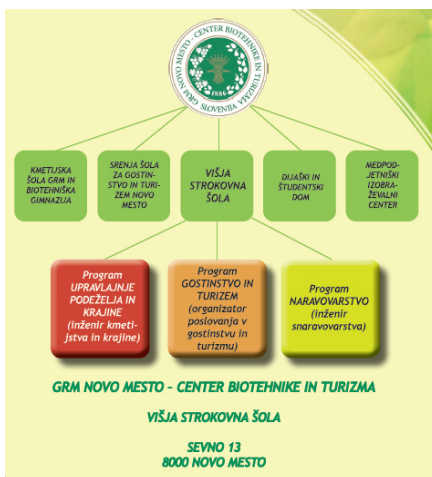 GRM NOVO MESTO - CENTER BIOTEHNIKE IN TURIZMA
1886
KMETIJSKA
ŠOLA GRM IN
BIOTEHNIŠKA
GIMNAZIJA
SRENJA ŠOLA
ZA GOSTIN-
STVO IN TURI-
ZEM NOVO
MESTO
VIŠJA
STROKOVNA
ŠOLA
DIJAŠKI IN
ŠTUDENTSKI
DOM
MEDPOD-
JETNIŠKI
IZOBRA-
ŽEVALNI
CENTER
Program
UPRAVLAJNJE
PODEŽELJA IN
KRAJINE
(inženir kmeti-
jstva in krajine)
Program
GOSTINSTVO IN
TURIZEM
(organizator
poslovanja v
gostinstvu in
turizmu)
Program
NARAVOVARSTVO
(inženir
snaravovarstva)
GRM NOVO MESTO - CENTER BIOTEHNIKE IN TURIZMA
VIŠJA STROKOVNA ŠOLA
SEVNO 13
8000 NOVO MESTO